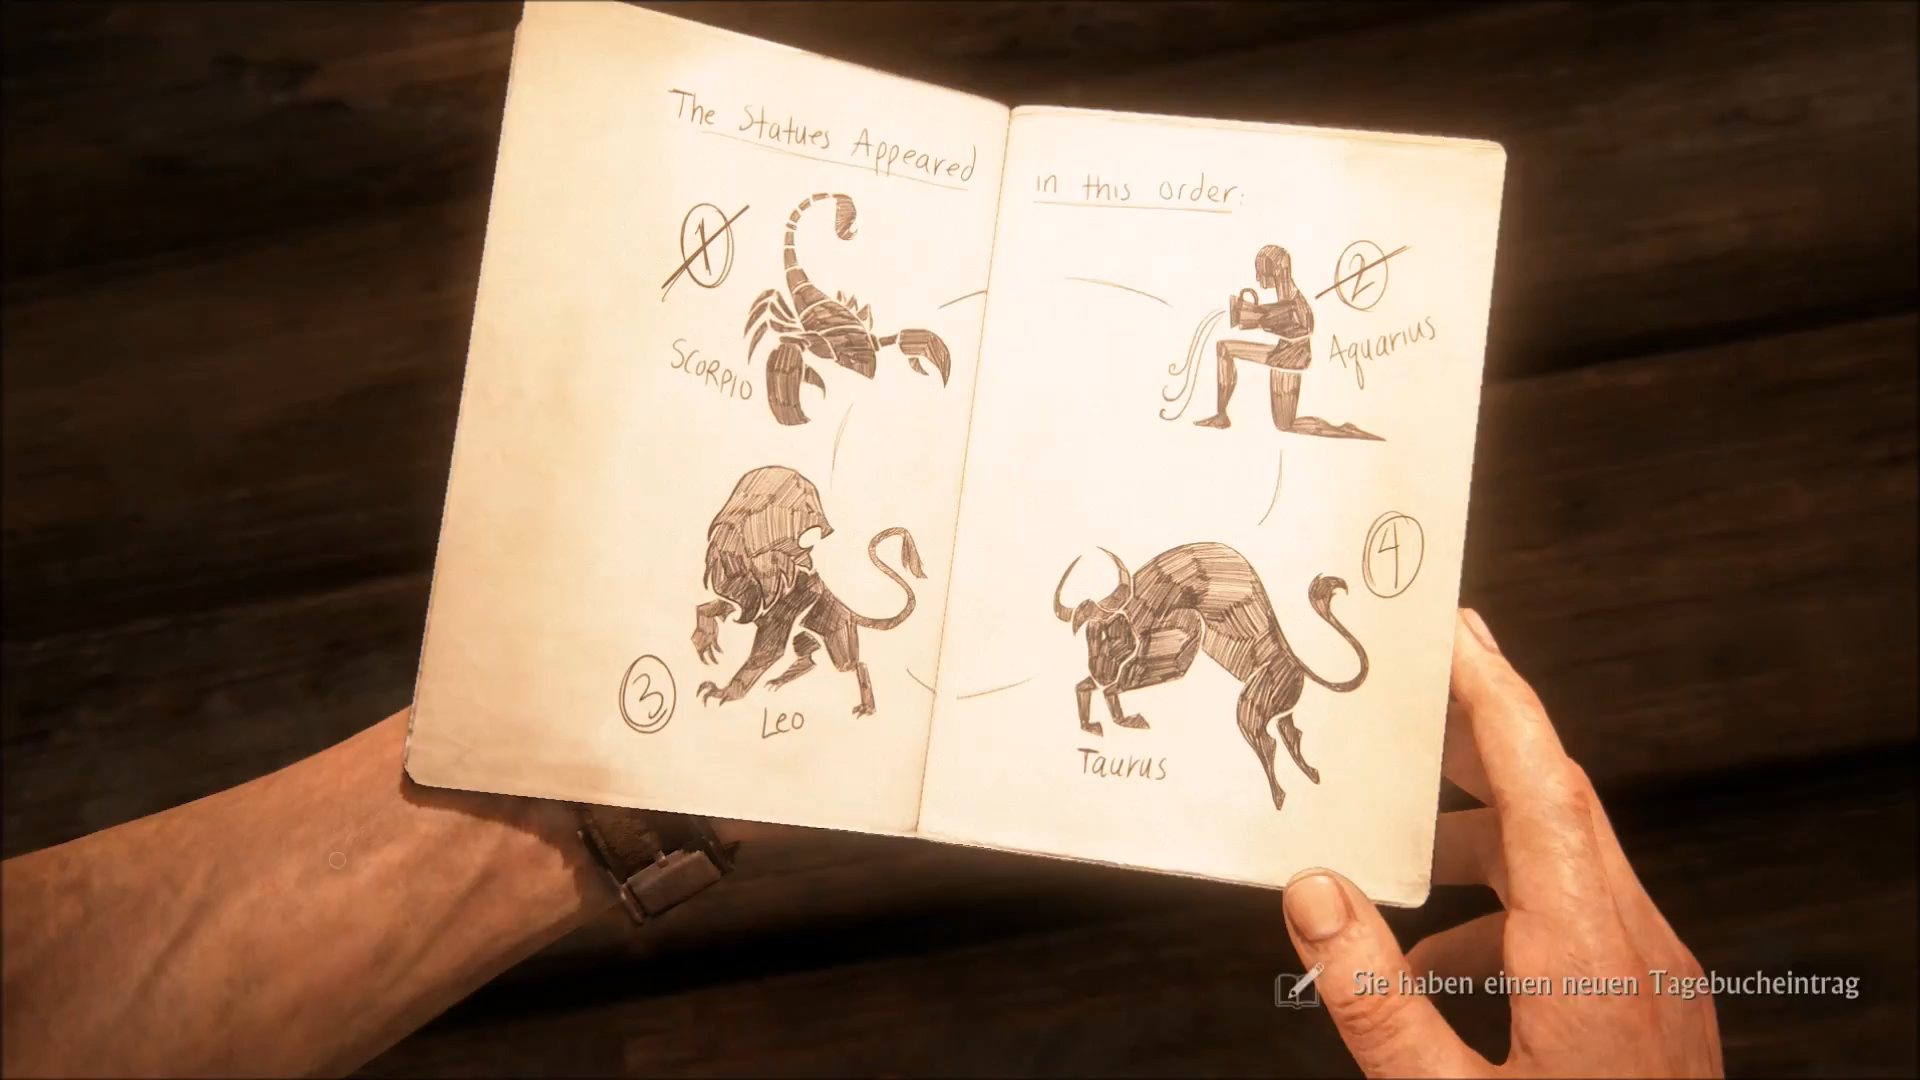 The Statues Appeared
in this order:
1
SCORPIO
2
Aquarius
3
Leo
4
Taurus
Sie haben einen neuen Tagebucheintrag